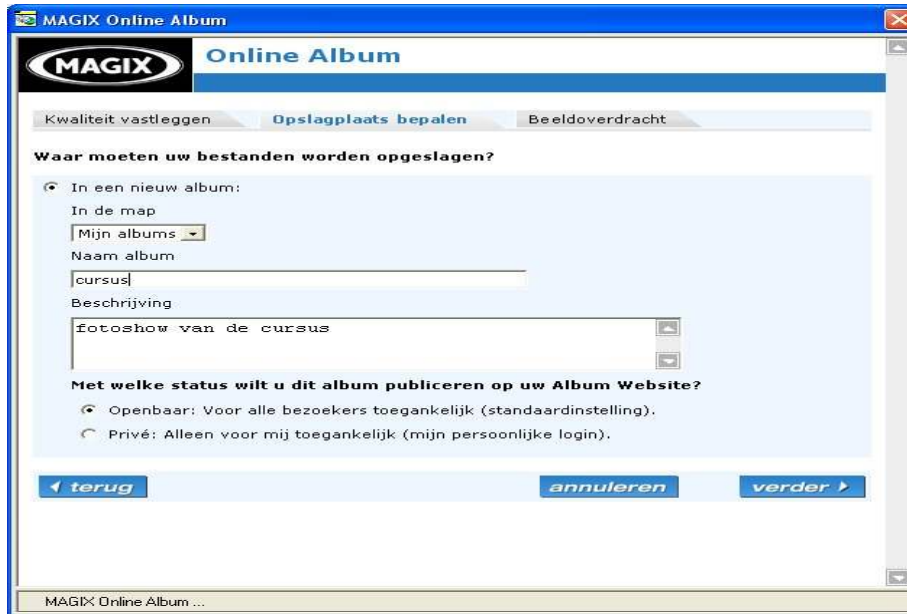 MAGIX Online Album
MAGIX
Online Album
Kwaliteit vastleggen
Opslagplaats bepalen
Beeldoverdracht
Waar moeten uw bestanden worden opgeslagen?
In een nieuw album:
In de map
Mijn albums
Naam album
cursus
Beschrijving
fotoshow van de cursus
Met welke status wilt u dit album publiceren op uw Album Website?
Openbaar: Voor alle bezoekers toegankelijk (standaardinstelling).
Privé: Alleen voor mij toegankelijk (mijn persoonlijke login).
terug
annuleren
verder
MAGIX Online Album ...